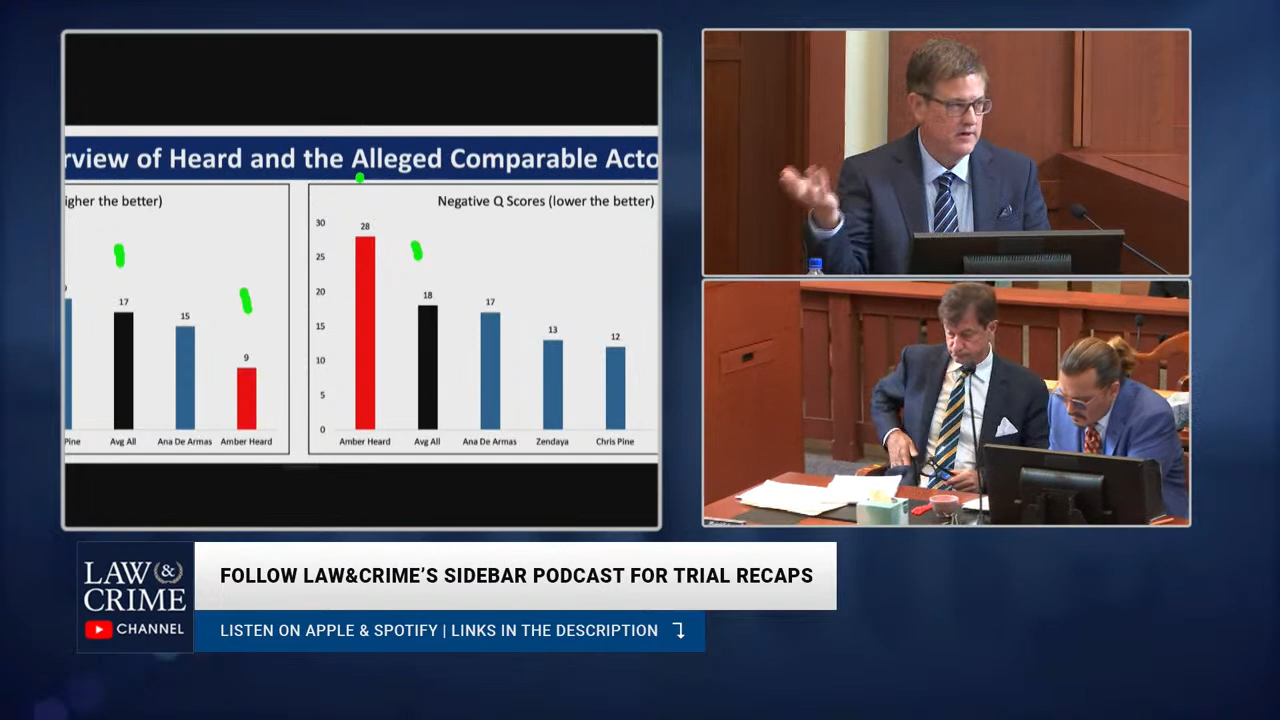 rview of Heard and the Alleged Comparable Acto
igher the better)
17
15
9
Pine
Avg All
Ana De Armas
Amber Heard
Negative Q Scores (lower the better)
30
25
20
15
10
5
0
28
18
17
13
12
Amber Heard
Avg All
Ana De Armas
Zendaya
Chris Pine
LAW&
CRIME
CHANNEL
FOLLOW LAW&CRIME'S SIDEBAR PODCAST FOR TRIAL RECAPS
LISTEN ON APPLE & SPOTIFY | LINKS IN THE DESCRIPTION